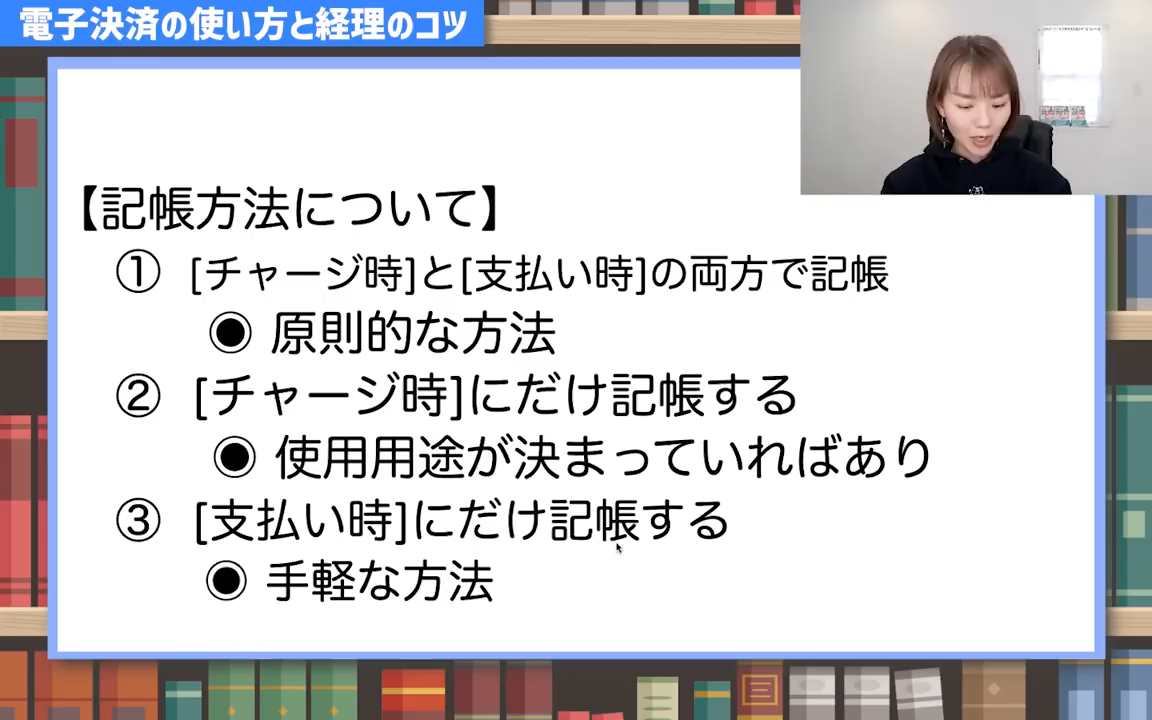 電子決済の使い方と経理のコツ
【記帳方法について】
① [チャージ時]と[支払い時]の両方で記帳
◉ 原則的な方法
② [チャージ時]にだけ記帳する
◉ 使用用途が決まっていればあり
③ [支払い時]にだけ記帳する
◉ 手軽な方法